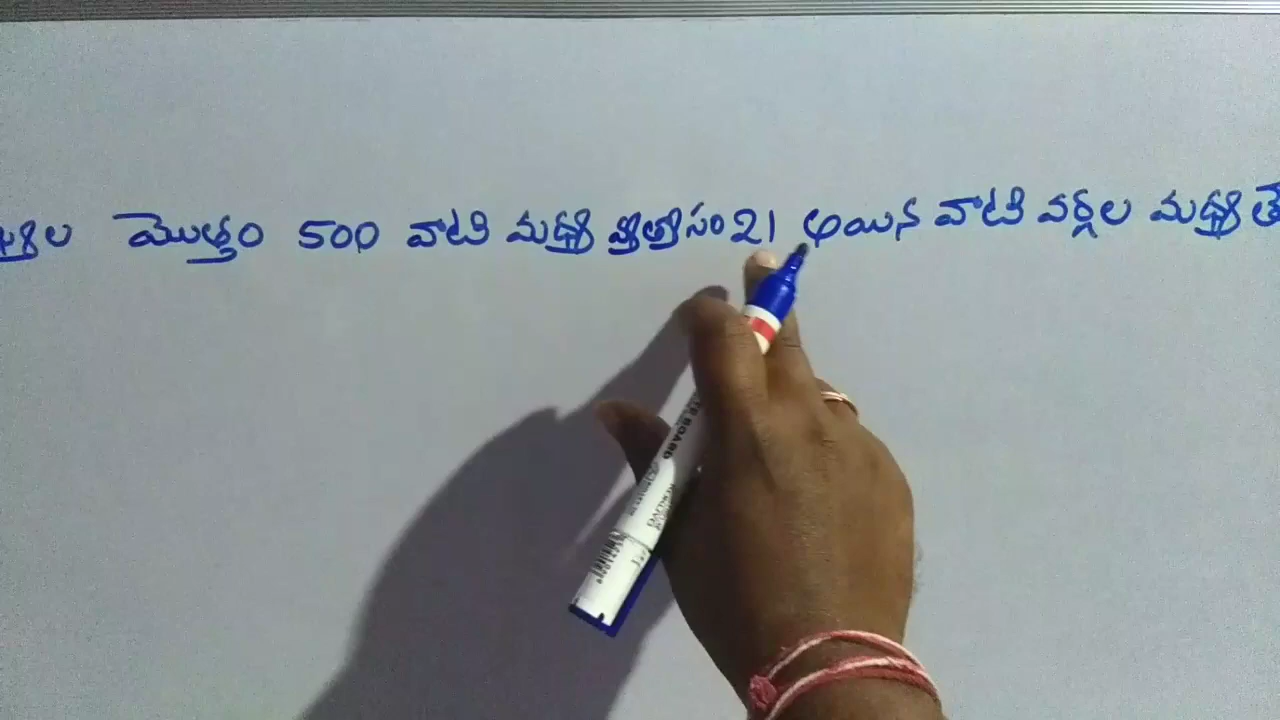 మొత్తం 500 వాటి మధ్య వ్యత్యాసం 21 అయిన వాటి వర్గల మధ్య